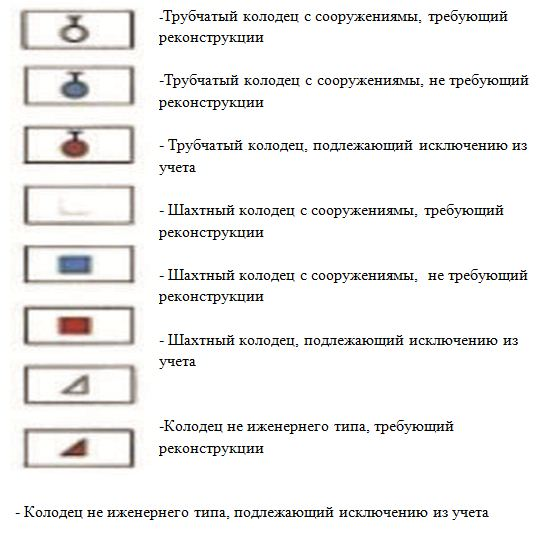 -Трубчатый колодец с сооружениямы, требующий
реконструкции
-Трубчатый колодец с сооружениямы, не требующий
реконструкции
- Трубчатый колодец, подлежающий исключению из
учета
- Шахтный колодец с сооружениямы, требующий
реконструкции
- Шахтный колодец с сооружениямы, не требующий
реконструкции
- Шахтный колодец, подлежающий исключению из
учета
-Колодец не иженернего типа, требующий
реконструкции
- Колодец не иженернего типа, подлежающий исключению из учета